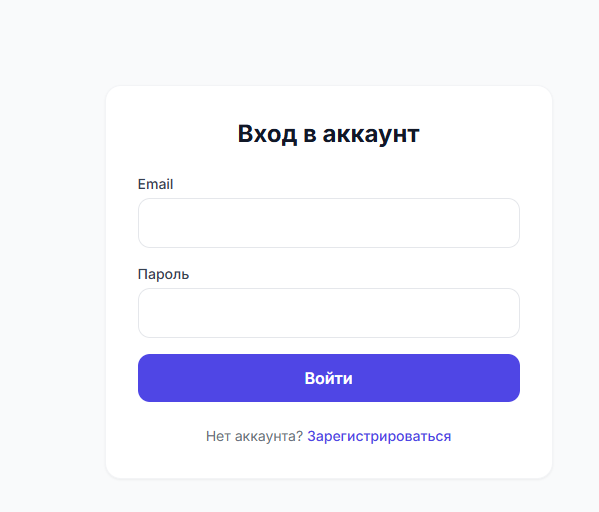 Вход в аккаунт
Email
Пароль
Войти
Нет аккаунта? Зарегистрироваться